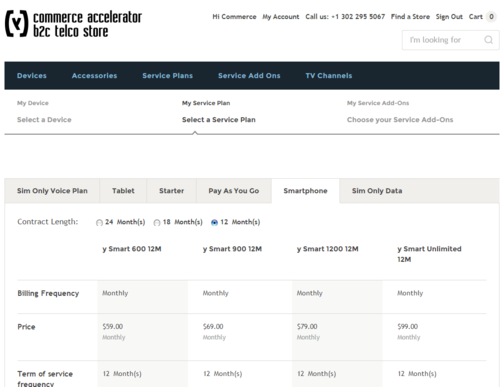 commerce accelerator
b2c telco store
Hi Commerce My Account Call us: +1 302 295 5067 Find a Store Sign Out Cart 0
I'm looking for
Devices Accessories Service Plans Service Add Ons TV Channels
My Device My Service Plan My Service Add-Ons
Select a Device Select a Service Plan Choose your Service Add-Ons
Sim Only Voice Plan Tablet Starter Pay As You Go Smartphone Sim Only Data
Contract Length: 24 Month(s) 18 Month(s) 12 Month(s)
y Smart 600 12M y Smart 900 12M y Smart 1200 12M y Smart Unlimited
12M
Billing Frequency Monthly Monthly Monthly Monthly
Price $59.00 $69.00 $79.00 $99.00
Monthly Monthly Monthly Monthly
Term of service 12 Month(s) 12 Month(s) 12 Month(s) 12 Month(s)
frequency